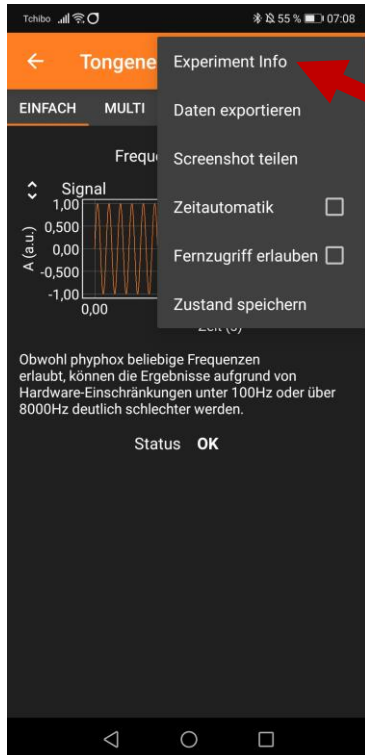 Tchibo 55 % 07:08
Tongene
Experiment Info
EINFACH MULTI
Daten exportieren
Frequ
Screenshot teilen
Signal
Zeitautomatik
1,00
0,500
0,00
-0,500
-1,00
A (a.u.)
Fernzugriff erlauben
0,00
Zustand speichern
Zeit (s)
Obwohl phyphox beliebige Frequenzen
erlaubt, können die Ergebnisse aufgrund von
Hardware-Einschränkungen unter 100Hz oder über
8000Hz deutlich schlechter werden.
Status OK